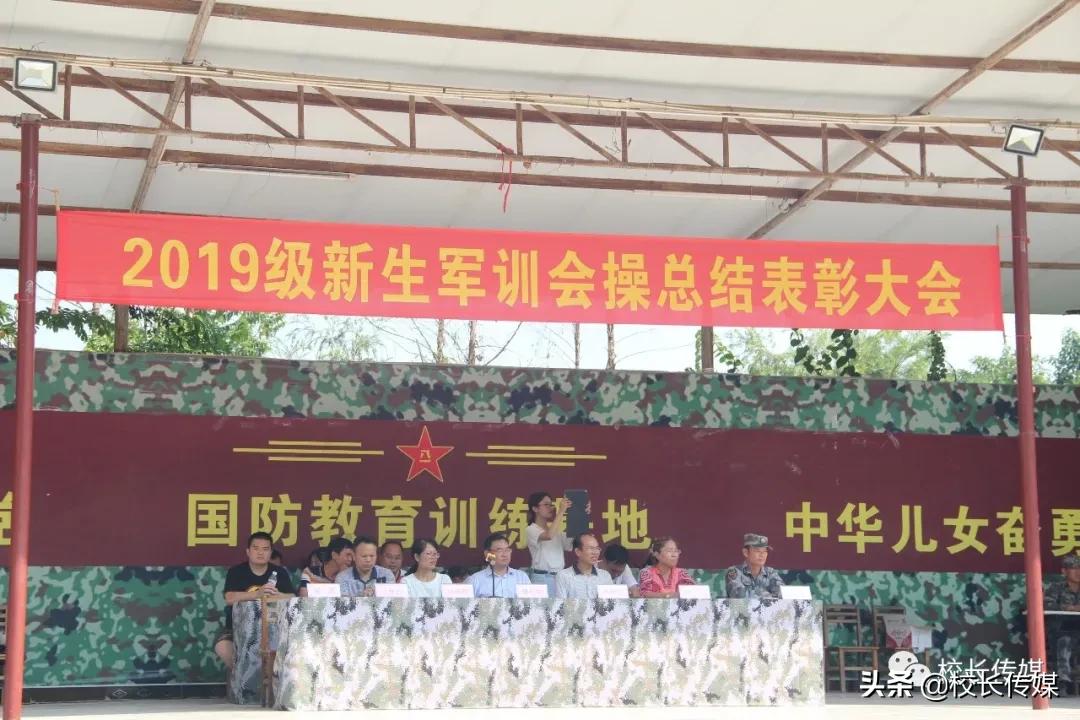 2019级新生军训会操总结表彰大会
国防教育训练基地
中华儿女奋勇
校长传媒
头条 @校长传媒